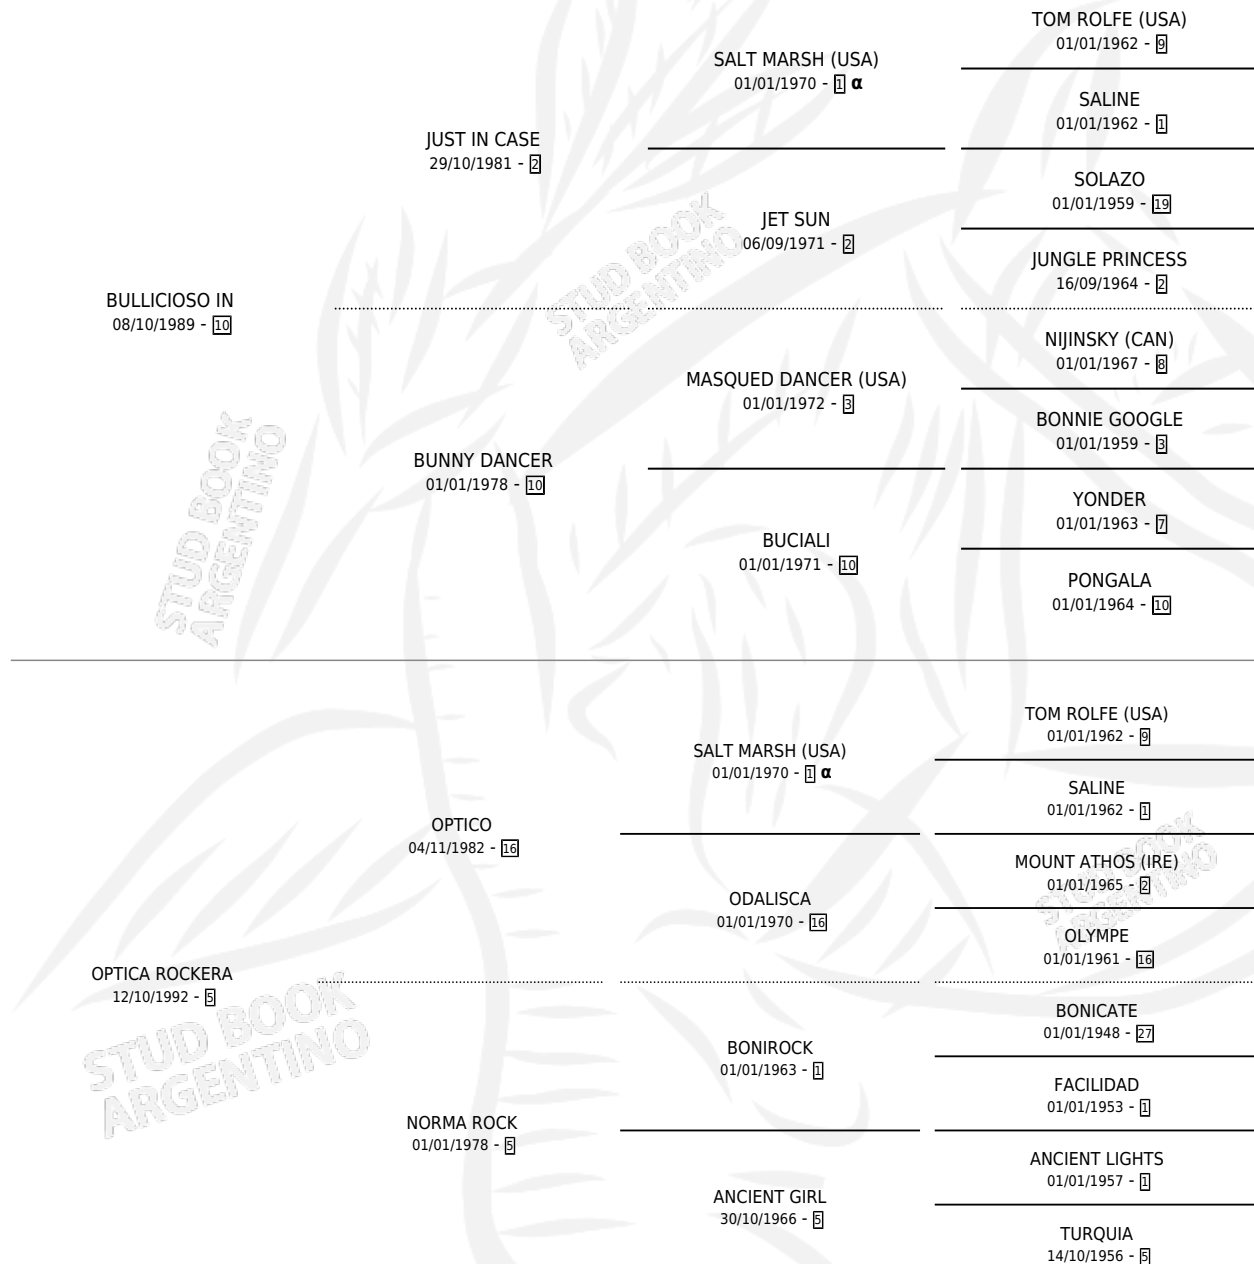 TOM ROLFE (USA)
01/01/1962 - 9
SALT MARSH (USA)
01/01/1970 - 1 α
SALINE
01/01/1962 - 1
JUST IN CASE
29/10/1981 - 2
SOLAZO
01/01/1959 - 19
JET SUN
06/09/1971 - 2
JUNGLE PRINCESS
16/09/1964 - 2
BULLICIOSO IN
08/10/1989 - 10
NIJINSKY (CAN)
01/01/1967 - 8
MASQUED DANCER (USA)
01/01/1972 - 3
BONNIE GOOGLE
01/01/1959 - 3
BUNNY DANCER
01/01/1978 - 10
YONDER
01/01/1963 - 7
BUCIALI
01/01/1971 - 10
PONGALA
01/01/1964 - 10
TOM ROLFE (USA)
01/01/1962 - 9
SALT MARSH (USA)
01/01/1970 - 1 α
SALINE
01/01/1962 - 1
OPTICO
04/11/1982 - 16
MOUNT ATHOS (IRE)
01/01/1965 - 2
ODALISCA
01/01/1970 - 16
OLYMPE
01/01/1961 - 16
OPTICA ROCKERA
12/10/1992 - 5
BONICATE
01/01/1948 - 27
BONIROCK
01/01/1963 - 1
FACILIDAD
01/01/1953 - 1
NORMA ROCK
01/01/1978 - 5
ANCIENT LIGHTS
01/01/1957 - 1
ANCIENT GIRL
30/10/1966 - 5
TURQUIA
14/10/1956 - 5
STUD BOOK
ARGENTINO
STUD BOOK
ARGENTINO
STUD BOOK
ARGENTINO
STUD BOOK
ARGENTINO